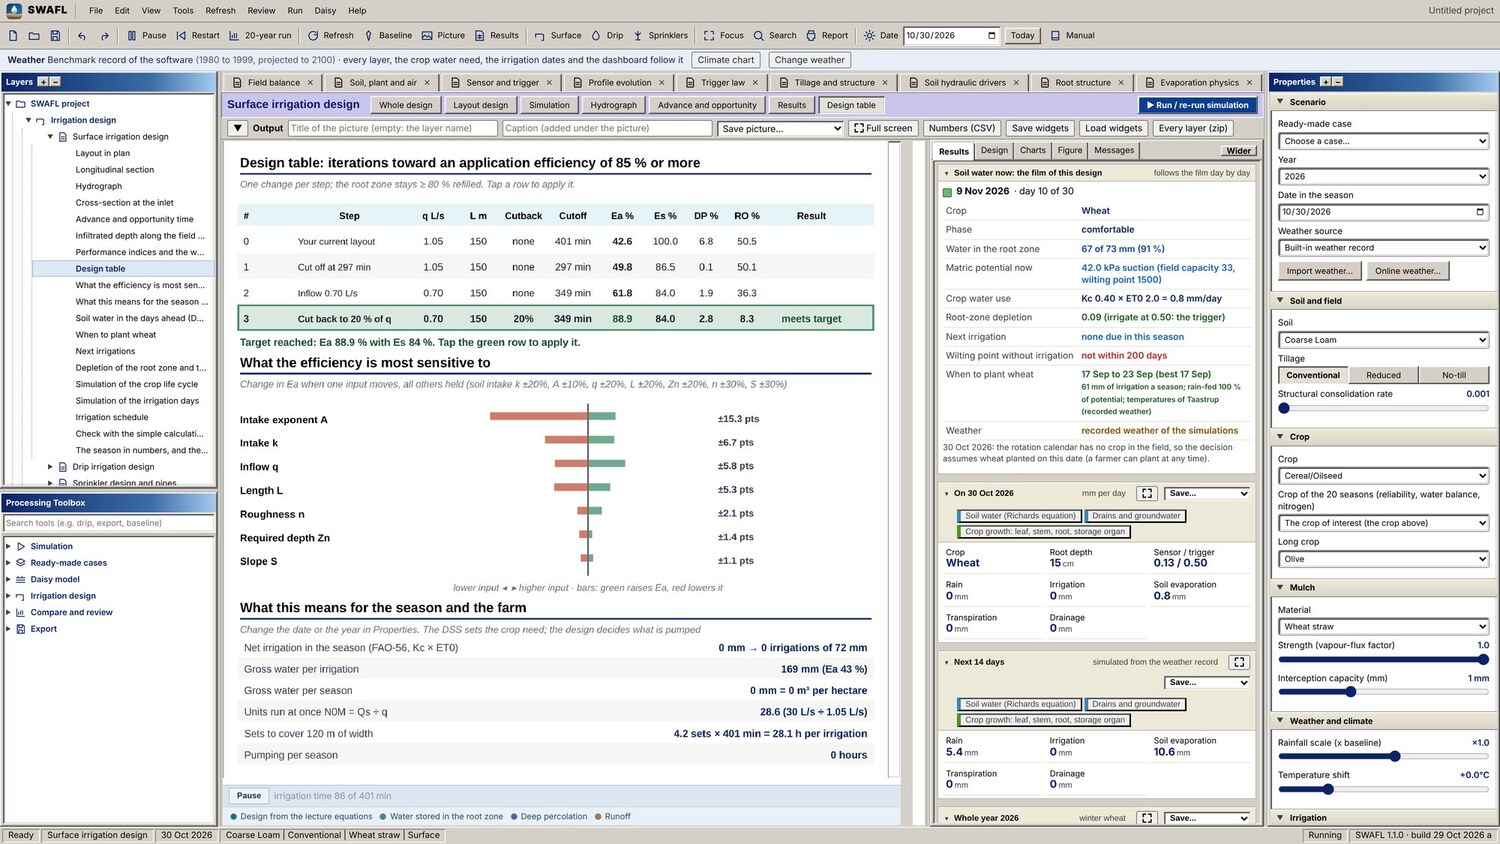 SWAFL
File Edit View Tools Refresh Review Run Daisy Help
Untitled project
Pause Restart 20-year run Refresh Baseline Picture Results Surface Drip Sprinklers Focus Search Report Date 10/30/2026 Today Manual
Weather Benchmark record of the software (1980 to 1999, projected to 2100) · every layer, the crop water need, the irrigation dates and the dashboard follow it Climate chart Change weather
Layers
SWAFL project
Irrigation design
Surface irrigation design
Layout in plan
Longitudinal section
Hydrograph
Cross-section at the inlet
Advance and opportunity time
Infiltrated depth along the field ...
Performance indices and the w...
Design table
What the efficiency is most sen...
What this means for the season ...
Soil water in the days ahead (D...
When to plant wheat
Next irrigations
Depletion of the root zone and t...
Simulation of the crop life cycle
Simulation of the irrigation days
Irrigation schedule
Check with the simple calculati...
The season in numbers, and the...
Drip irrigation design
Sprinkler design and pipes
Processing Toolbox
Search tools (e.g. drip, export, baseline)
Simulation
Ready-made cases
Daisy model
Irrigation design
Compare and review
Export
Field balance × Soil, plant and air × Sensor and trigger × Profile evolution × Trigger law × Tillage and structure × Soil hydraulic drivers × Root structure × Evaporation physics ×
Surface irrigation design Whole design Layout design Simulation Hydrograph Advance and opportunity Results Design table ▶ Run / re-run simulation
▼ Output Title of the picture (empty: the layer name) Caption (added under the picture) Save picture... Full screen Numbers (CSV) Save widgets Load widgets Every layer (zip)
Design table: iterations toward an application efficiency of 85 % or more
One change per step; the root zone stays ≥ 80 % refilled. Tap a row to apply it.
# Step q L/s L m Cutback Cutoff Ea % Es % DP % RO % Result
0 Your current layout 1.05 150 none 401 min 42.6 100.0 6.8 50.5
1 Cut off at 297 min 1.05 150 none 297 min 49.8 86.5 0.1 50.1
2 Inflow 0.70 L/s 0.70 150 none 349 min 61.8 84.0 1.9 36.3
3 Cut back to 20 % of q 0.70 150 20% 349 min 88.9 84.0 2.8 8.3 meets target
Target reached: Ea 88.9 % with Es 84 %. Tap the green row to apply it.
What the efficiency is most sensitive to
Change in Ea when one input moves, all others held (soil intake k ±20%, A ±10%, q ±20%, L ±20%, Zn ±20%, n ±30%, S ±30%)
Intake exponent A ±15.3 pts
Intake k ±6.7 pts
Inflow q ±5.8 pts
Length L ±5.3 pts
Roughness n ±2.1 pts
Required depth Zn ±1.4 pts
Slope S ±1.1 pts
lower input ◂ ▸ higher input · bars: green raises Ea, red lowers it
What this means for the season and the farm
Change the date or the year in Properties. The DSS sets the crop need; the design decides what is pumped
Net irrigation in the season (FAO-56, Kc × ET0) 0 mm → 0 irrigations of 72 mm
Gross water per irrigation 169 mm (Ea 43 %)
Gross water per season 0 mm = 0 m³ per hectare
Units run at once N0M = Qs ÷ q 28.6 (30 L/s ÷ 1.05 L/s)
Sets to cover 120 m of width 4.2 sets × 401 min = 28.1 h per irrigation
Pumping per season 0 hours
Pause irrigation time 86 of 401 min
Design from the lecture equations Water stored in the root zone Deep percolation Runoff
Results Design Charts Figure Messages Wider
Soil water now: the film of this design follows the film day by day
9 Nov 2026 · day 10 of 30
Crop Wheat
Phase comfortable
Water in the root zone 67 of 73 mm (91 %)
Matric potential now 42.0 kPa suction (field capacity 33,
wilting point 1500)
Crop water use Kc 0.40 × ET0 2.0 = 0.8 mm/day
Root-zone depletion 0.09 (irrigate at 0.50: the trigger)
Next irrigation none due in this season
Wilting point without irrigation not within 200 days
When to plant wheat 17 Sep to 23 Sep (best 17 Sep)
61 mm of irrigation a season; rain-fed 100 %
of potential; temperatures of Taastrup
(recorded weather)
Weather recorded weather of the simulations
30 Oct 2026: the rotation calendar has no crop in the field, so the decision
assumes wheat planted on this date (a farmer can plant at any time).
On 30 Oct 2026 mm per day Save...
Soil water (Richards equation) Drains and groundwater
Crop growth: leaf, stem, root, storage organ
Crop Root depth Sensor / trigger
Wheat 15 cm 0.13 / 0.50
Rain Irrigation Soil evaporation
0 mm 0 mm 0.8 mm
Transpiration Drainage
0 mm 0 mm
Next 14 days simulated from the weather record
Save...
Soil water (Richards equation) Drains and groundwater
Crop growth: leaf, stem, root, storage organ
Rain Irrigation Soil evaporation
5.4 mm 0 mm 10.6 mm
Transpiration Drainage
0 mm 0 mm
Whole year 2026 winter wheat Save...
Properties
Scenario
Ready-made case
Choose a case...
Year
2026
Date in the season
10/30/2026
Weather source
Built-in weather record
Import weather... Online weather...
Soil and field
Soil
Coarse Loam
Tillage
Conventional Reduced No-till
Structural consolidation rate 0.001
Crop
Crop
Cereal/Oilseed
Crop of the 20 seasons (reliability, water balance,
nitrogen)
The crop of interest (the crop above)
Long crop
Olive
Mulch
Material
Wheat straw
Strength (vapour-flux factor) 1.0
Interception capacity (mm) 1 mm
Weather and climate
Rainfall scale (x baseline) ×1.0
Temperature shift +0.0°C
Irrigation
Ready Surface irrigation design 30 Oct 2026 Coarse Loam | Conventional | Wheat straw | Surface Running SWAFL 1.1.0 · build 29 Oct 2026 a